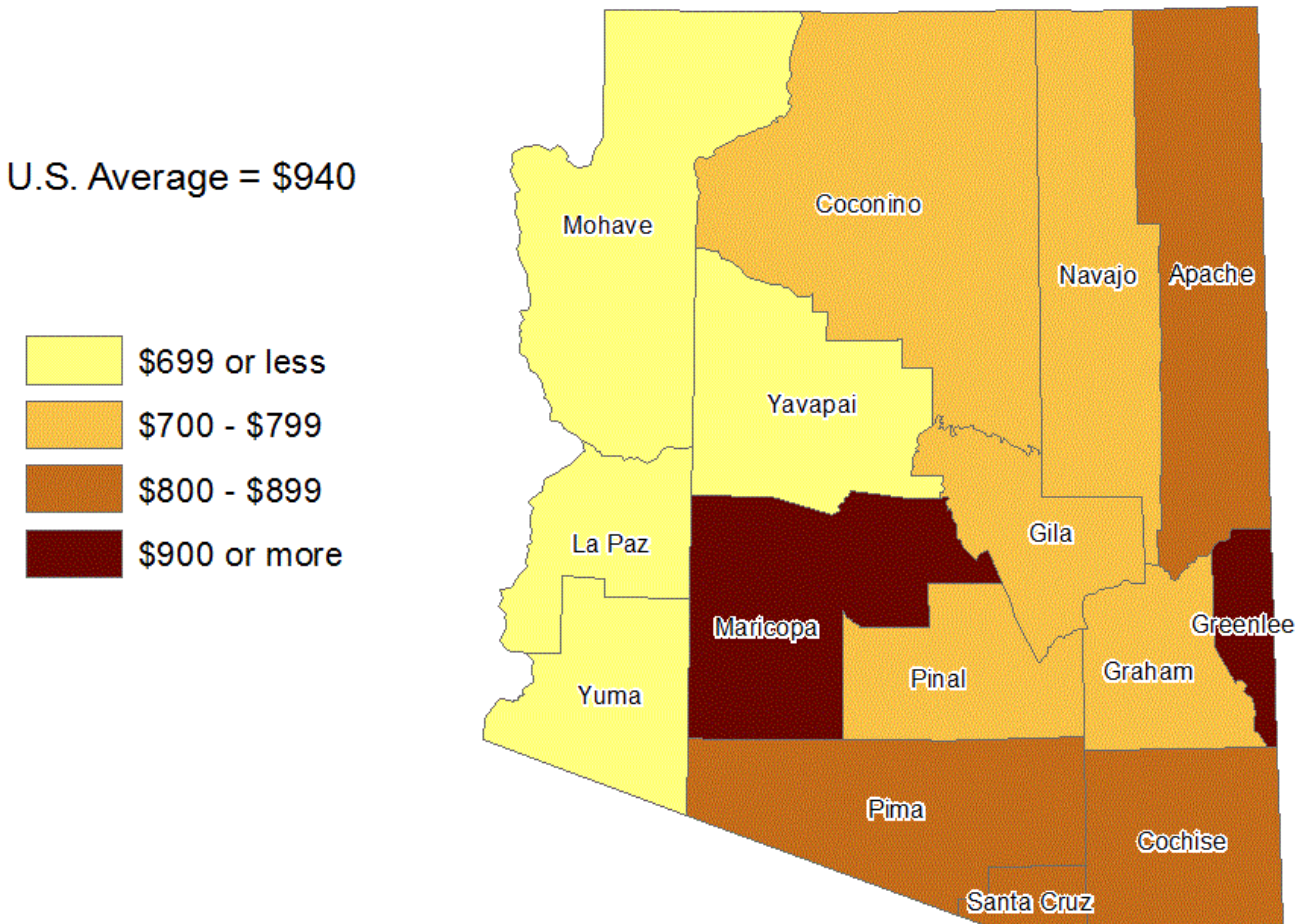 U.S. Average = $940
$699 or less
$700 - $799
$800 - $899
$900 or more
Mohave
Coconino
Navajo
Apache
Yavapai
La Paz
Gila
Maricopa
Greenlee
Yuma
Pinal
Graham
Pima
Cochise
Santa Cruz